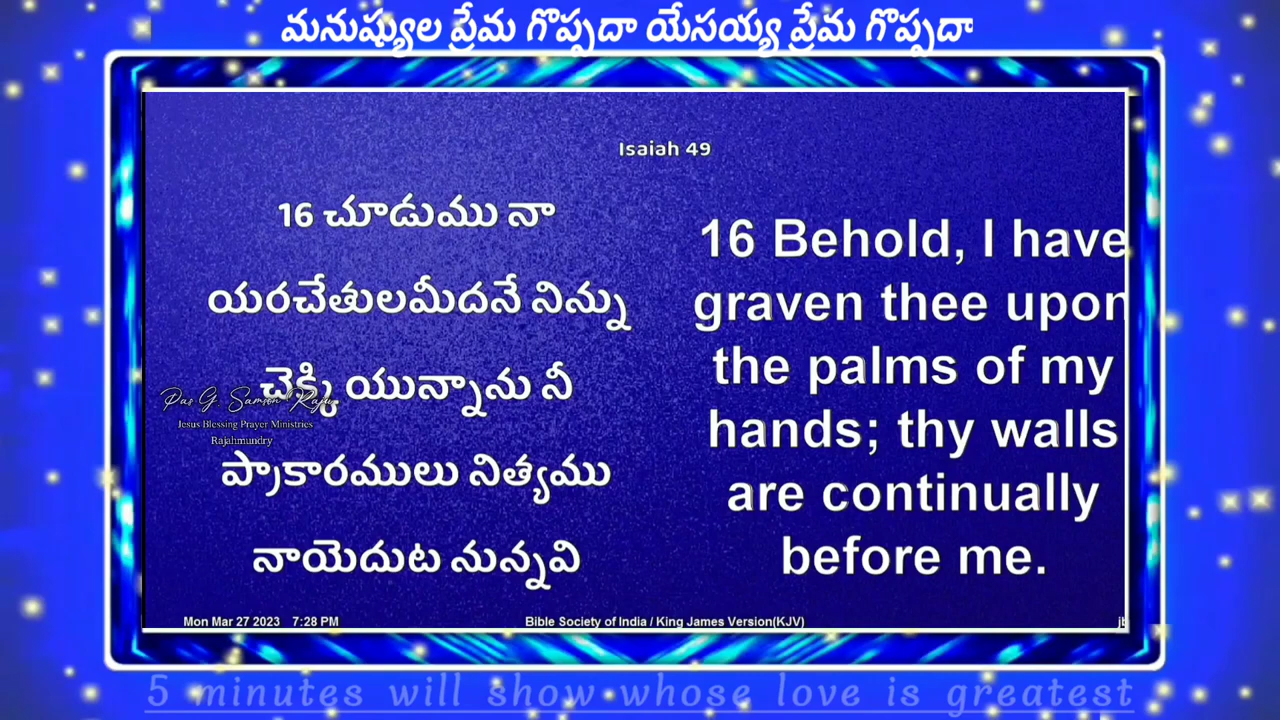 మనుష్యుల ప్రేమ గొప్పదా యేసయ్య ప్రేమ గొప్పదా
Isaiah 49
16 చూడుము నా
యరచేతులమీదనే నిన్ను
చెక్కి యున్నాను నీ
ప్రాకారములు నిత్యము
నాయెదుట నున్నవి
16 Behold, I have
graven thee upon
the palms of my
hands; thy walls
are continually
before me.
Pas G. Samson Raju
Jesus Blessing Prayer Ministries
Rajahmundry
Mon Mar 27 2023 7:28 PM
Bible Society of India / King James Version(KJV)
5 minutes will show whose love is greatest